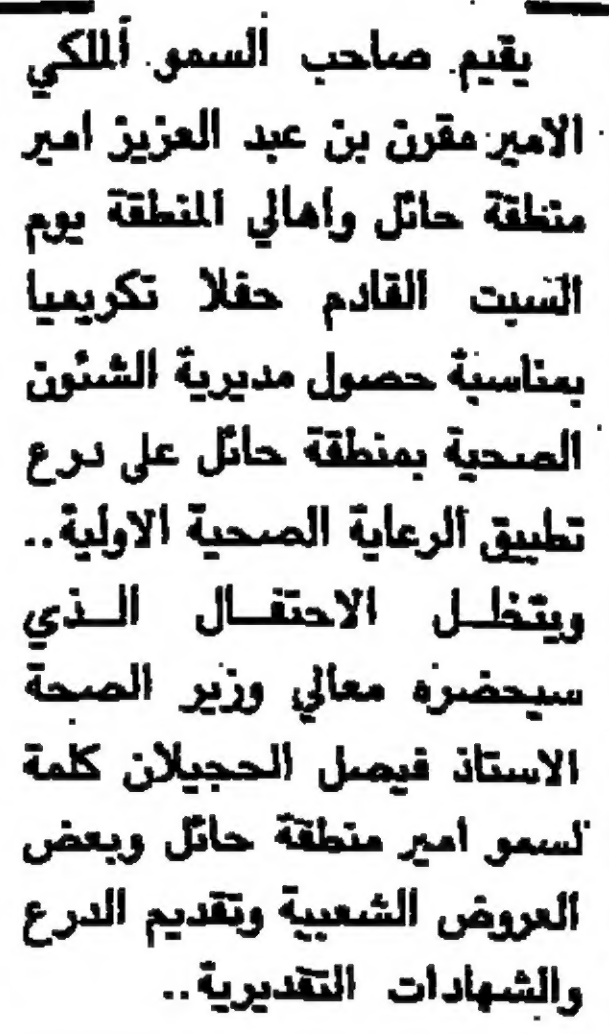 يقيم صاحب السمو الملكي
الامير مقرن بن عبد العزيز امير
منطقة حائل واهالي المنطقة يوم
السبت القادم حفلا تكريميا
بمناسبة حصول مديرية الشئون
الصحية بمنطقة حائل على درع
تطبيق الرعاية الصحية الاولية..
ويتخلل الاحتفال الذي
سيحضره معالي وزير الصحة
الاستاذ فيصل الحجيلان كلمة
لسمو امير منطقة حائل وبعض
العروض الشعبية وتقديم الدرع
والشهادات التقديرية..